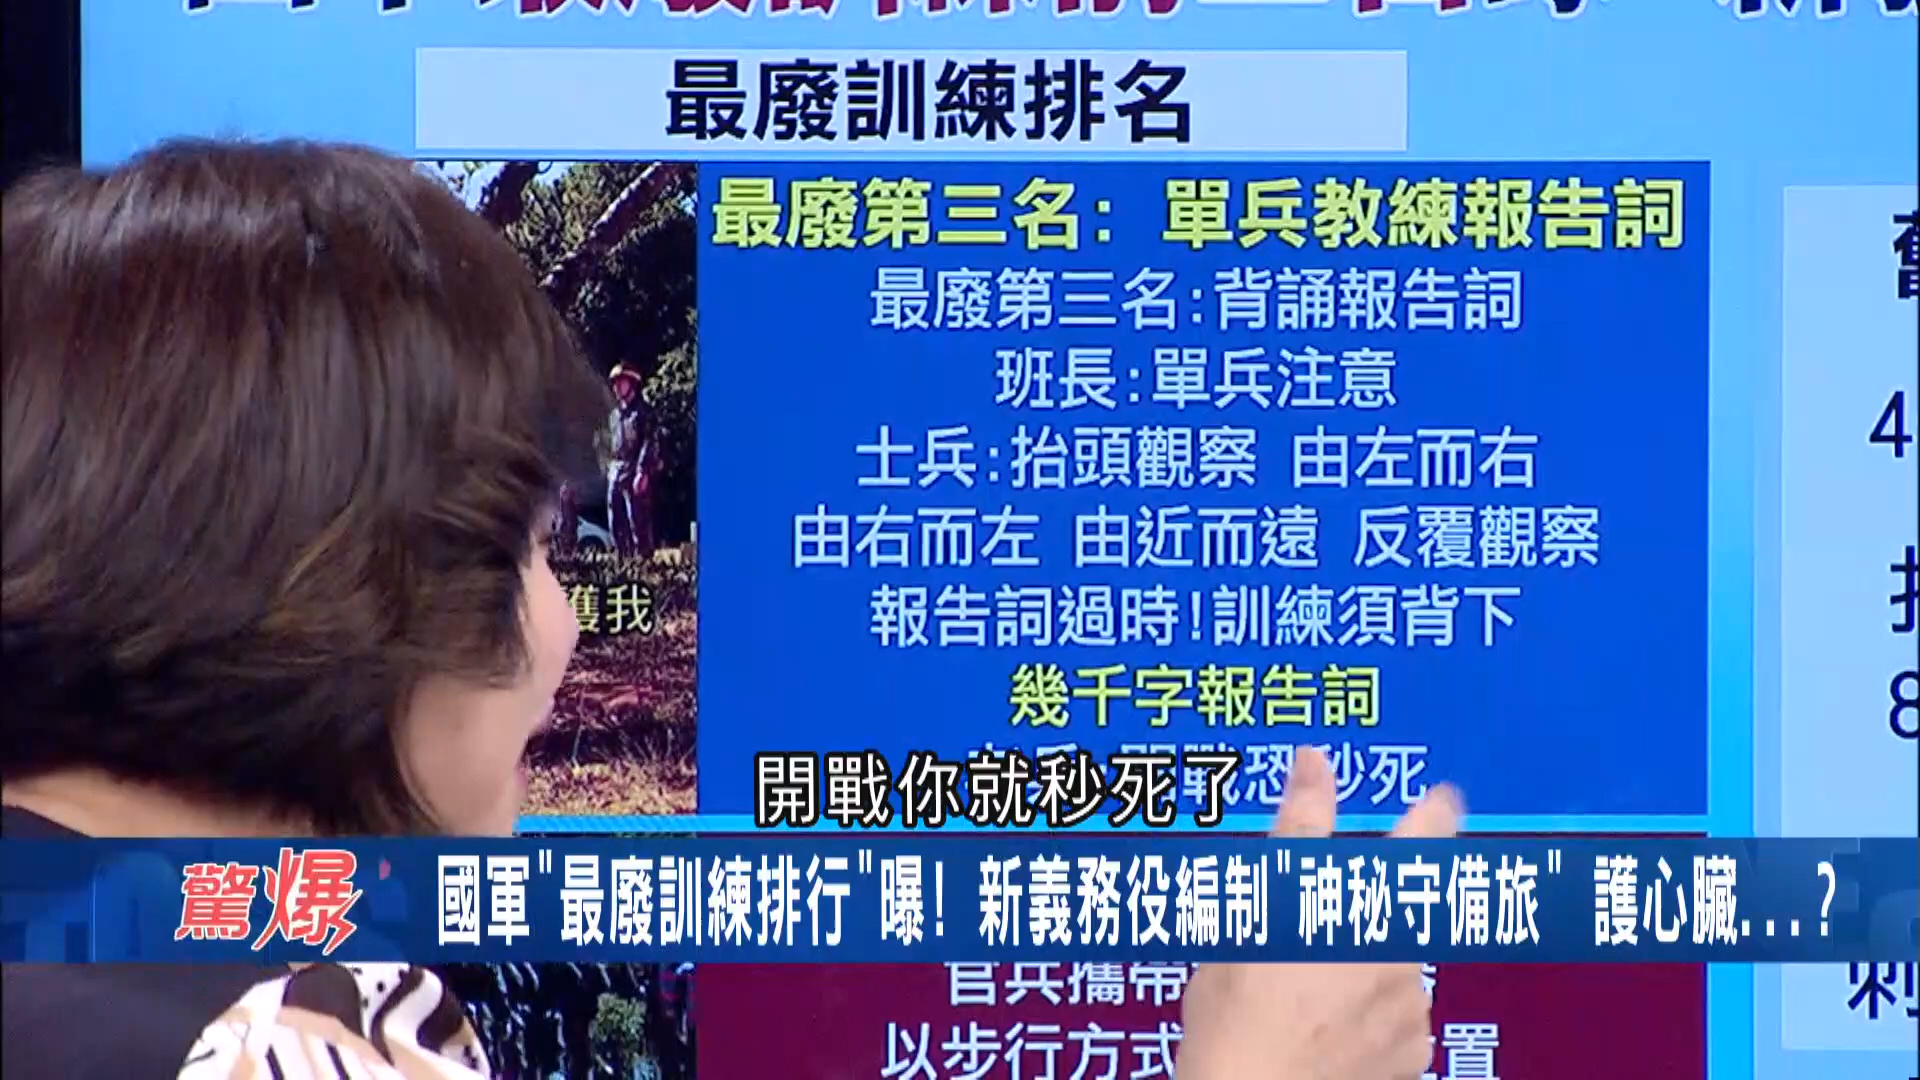 最廢訓練排名
最廢第三名: 單兵教練報告詞
最廢第三名:背誦報告詞
班長:單兵注意
士兵:抬頭觀察 由左而右
由右而左 由近而遠 反覆觀察
報告詞過時!訓練須背下
幾千字報告詞
護我
開戰你就秒死了
驚爆
國軍"最廢訓練排行"曝! 新義務役編制"神秘守備旅" 護心臟...?
官兵攜帶
以步行方式
置
4
8